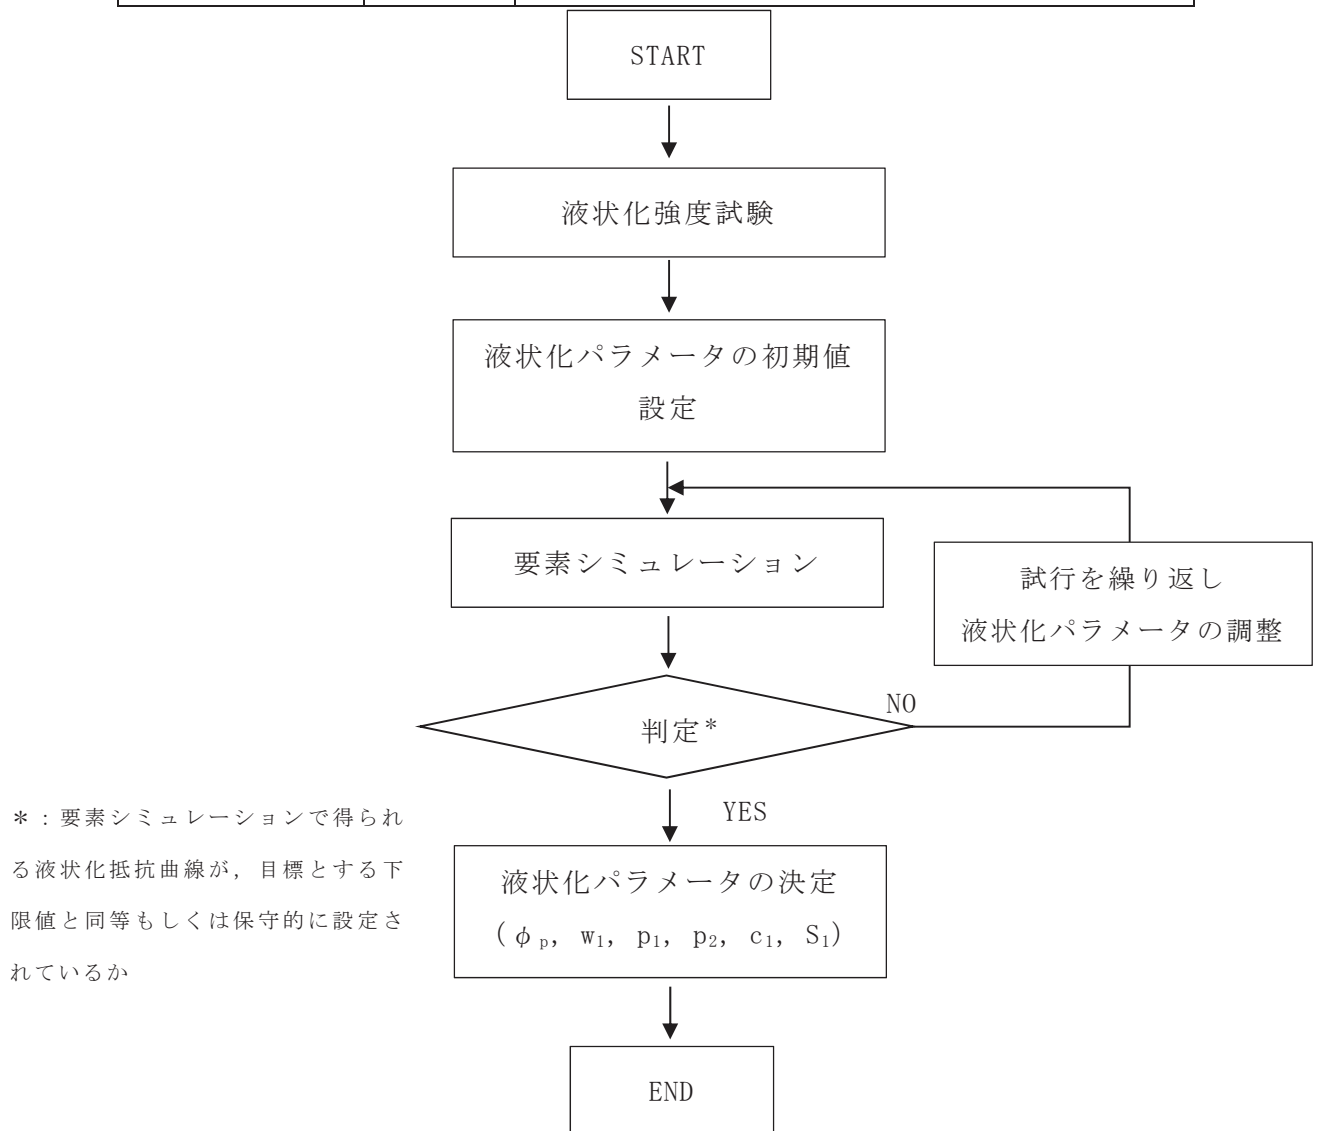 START
液状化強度試験
液状化パラメータの初期値
設定
要素シミュレーション
試行を繰り返し
液状化パラメータの調整
NO
判定*
YES
*：要素シミュレーションで得られ
る液状化抵抗曲線が，目標とする下
限値と同等もしくは保守的に設定さ
れているか
液状化パラメータの決定
(φp, w1, p1, p2, c1, S1)
END